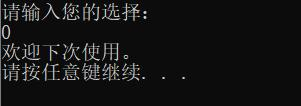 请输入您的选择:
0
欢迎下次使用。
请按任意键继续. . .